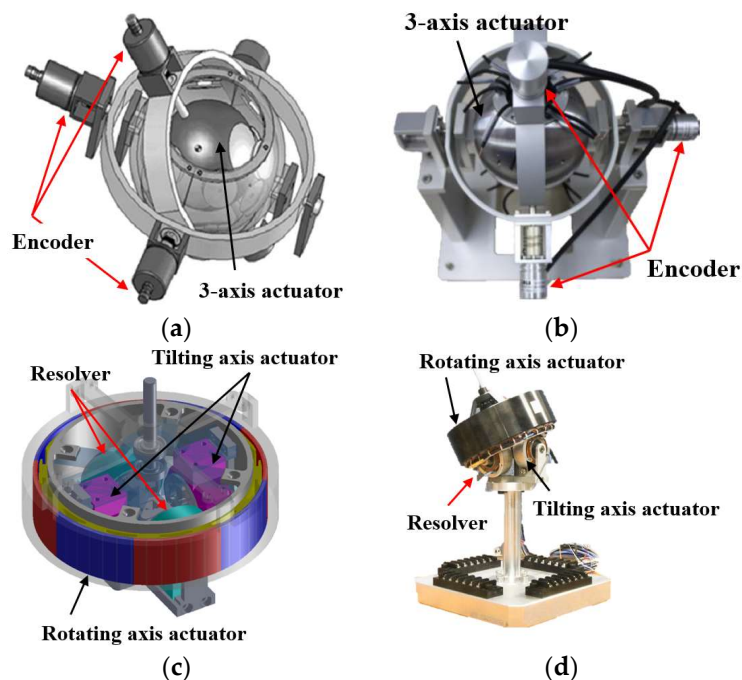 3-axis actuator
Encoder
3-axis actuator
Encoder
(a)
(b)
Tilting axis actuator
Resolver
Rotating axis actuator
Rotating axis actuator
Resolver
Tilting axis actuator
(c)
(d)